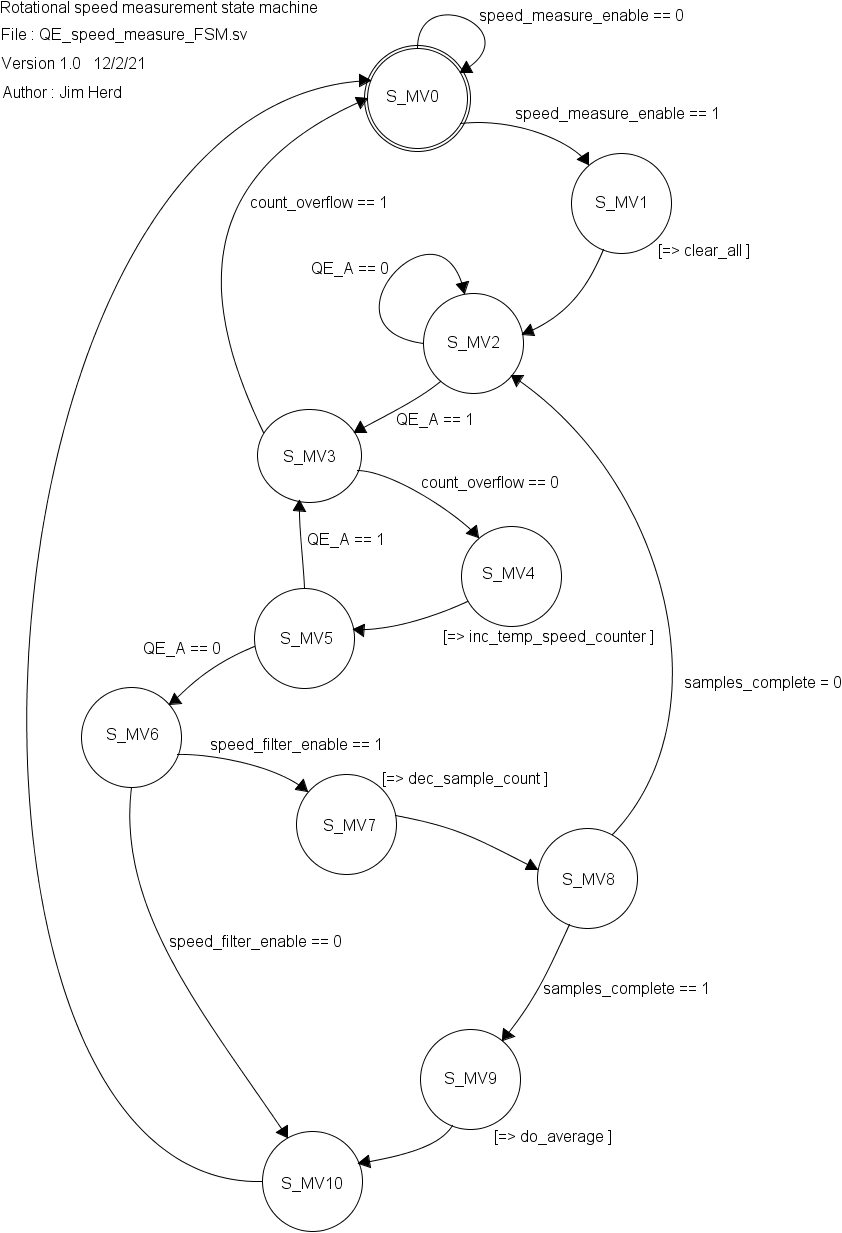 Rotational speed measurement state machine
File : QE_speed_measure_FSM.sv
Version 1.0 12/2/21
Author : Jim Herd
speed_measure_enable == 0
S_MV0
speed_measure_enable == 1
S_MV1
count_overflow == 1
[=> clear_all ]
QE_A == 0
S_MV2
QE_A == 1
S_MV3
count_overflow == 0
QE_A == 1
S_MV4
[=> inc_temp_speed_counter ]
S_MV5
QE_A == 0
samples_complete = 0
S_MV6
speed_filter_enable == 1
[=> dec_sample_count ]
S_MV7
S_MV8
speed_filter_enable == 0
samples_complete == 1
S_MV9
[=> do_average ]
S_MV10